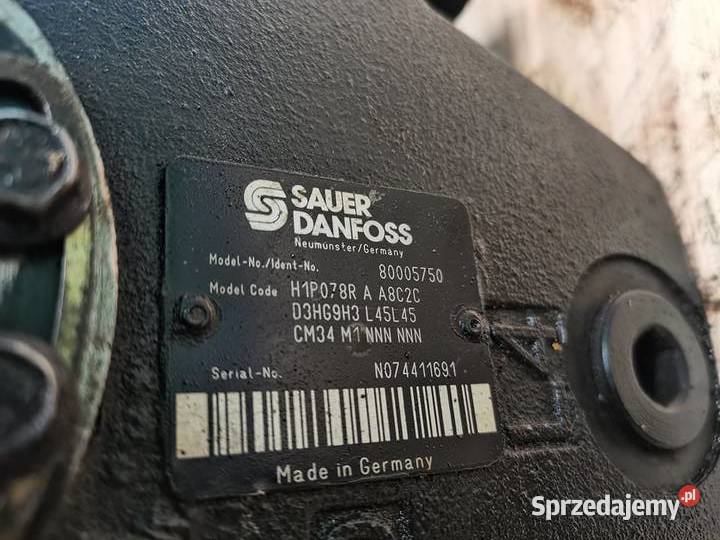 SAUER
DANFOSS
Neumünster/Germany
Model-No./Ident-No. 80005750
Model Code H1P078R A A8C2C
D3HG9H3 L45L45
CM34 M1 NNN NNN
Serial-No. N074411691
Made in Germany
Sprzedajemy.pl